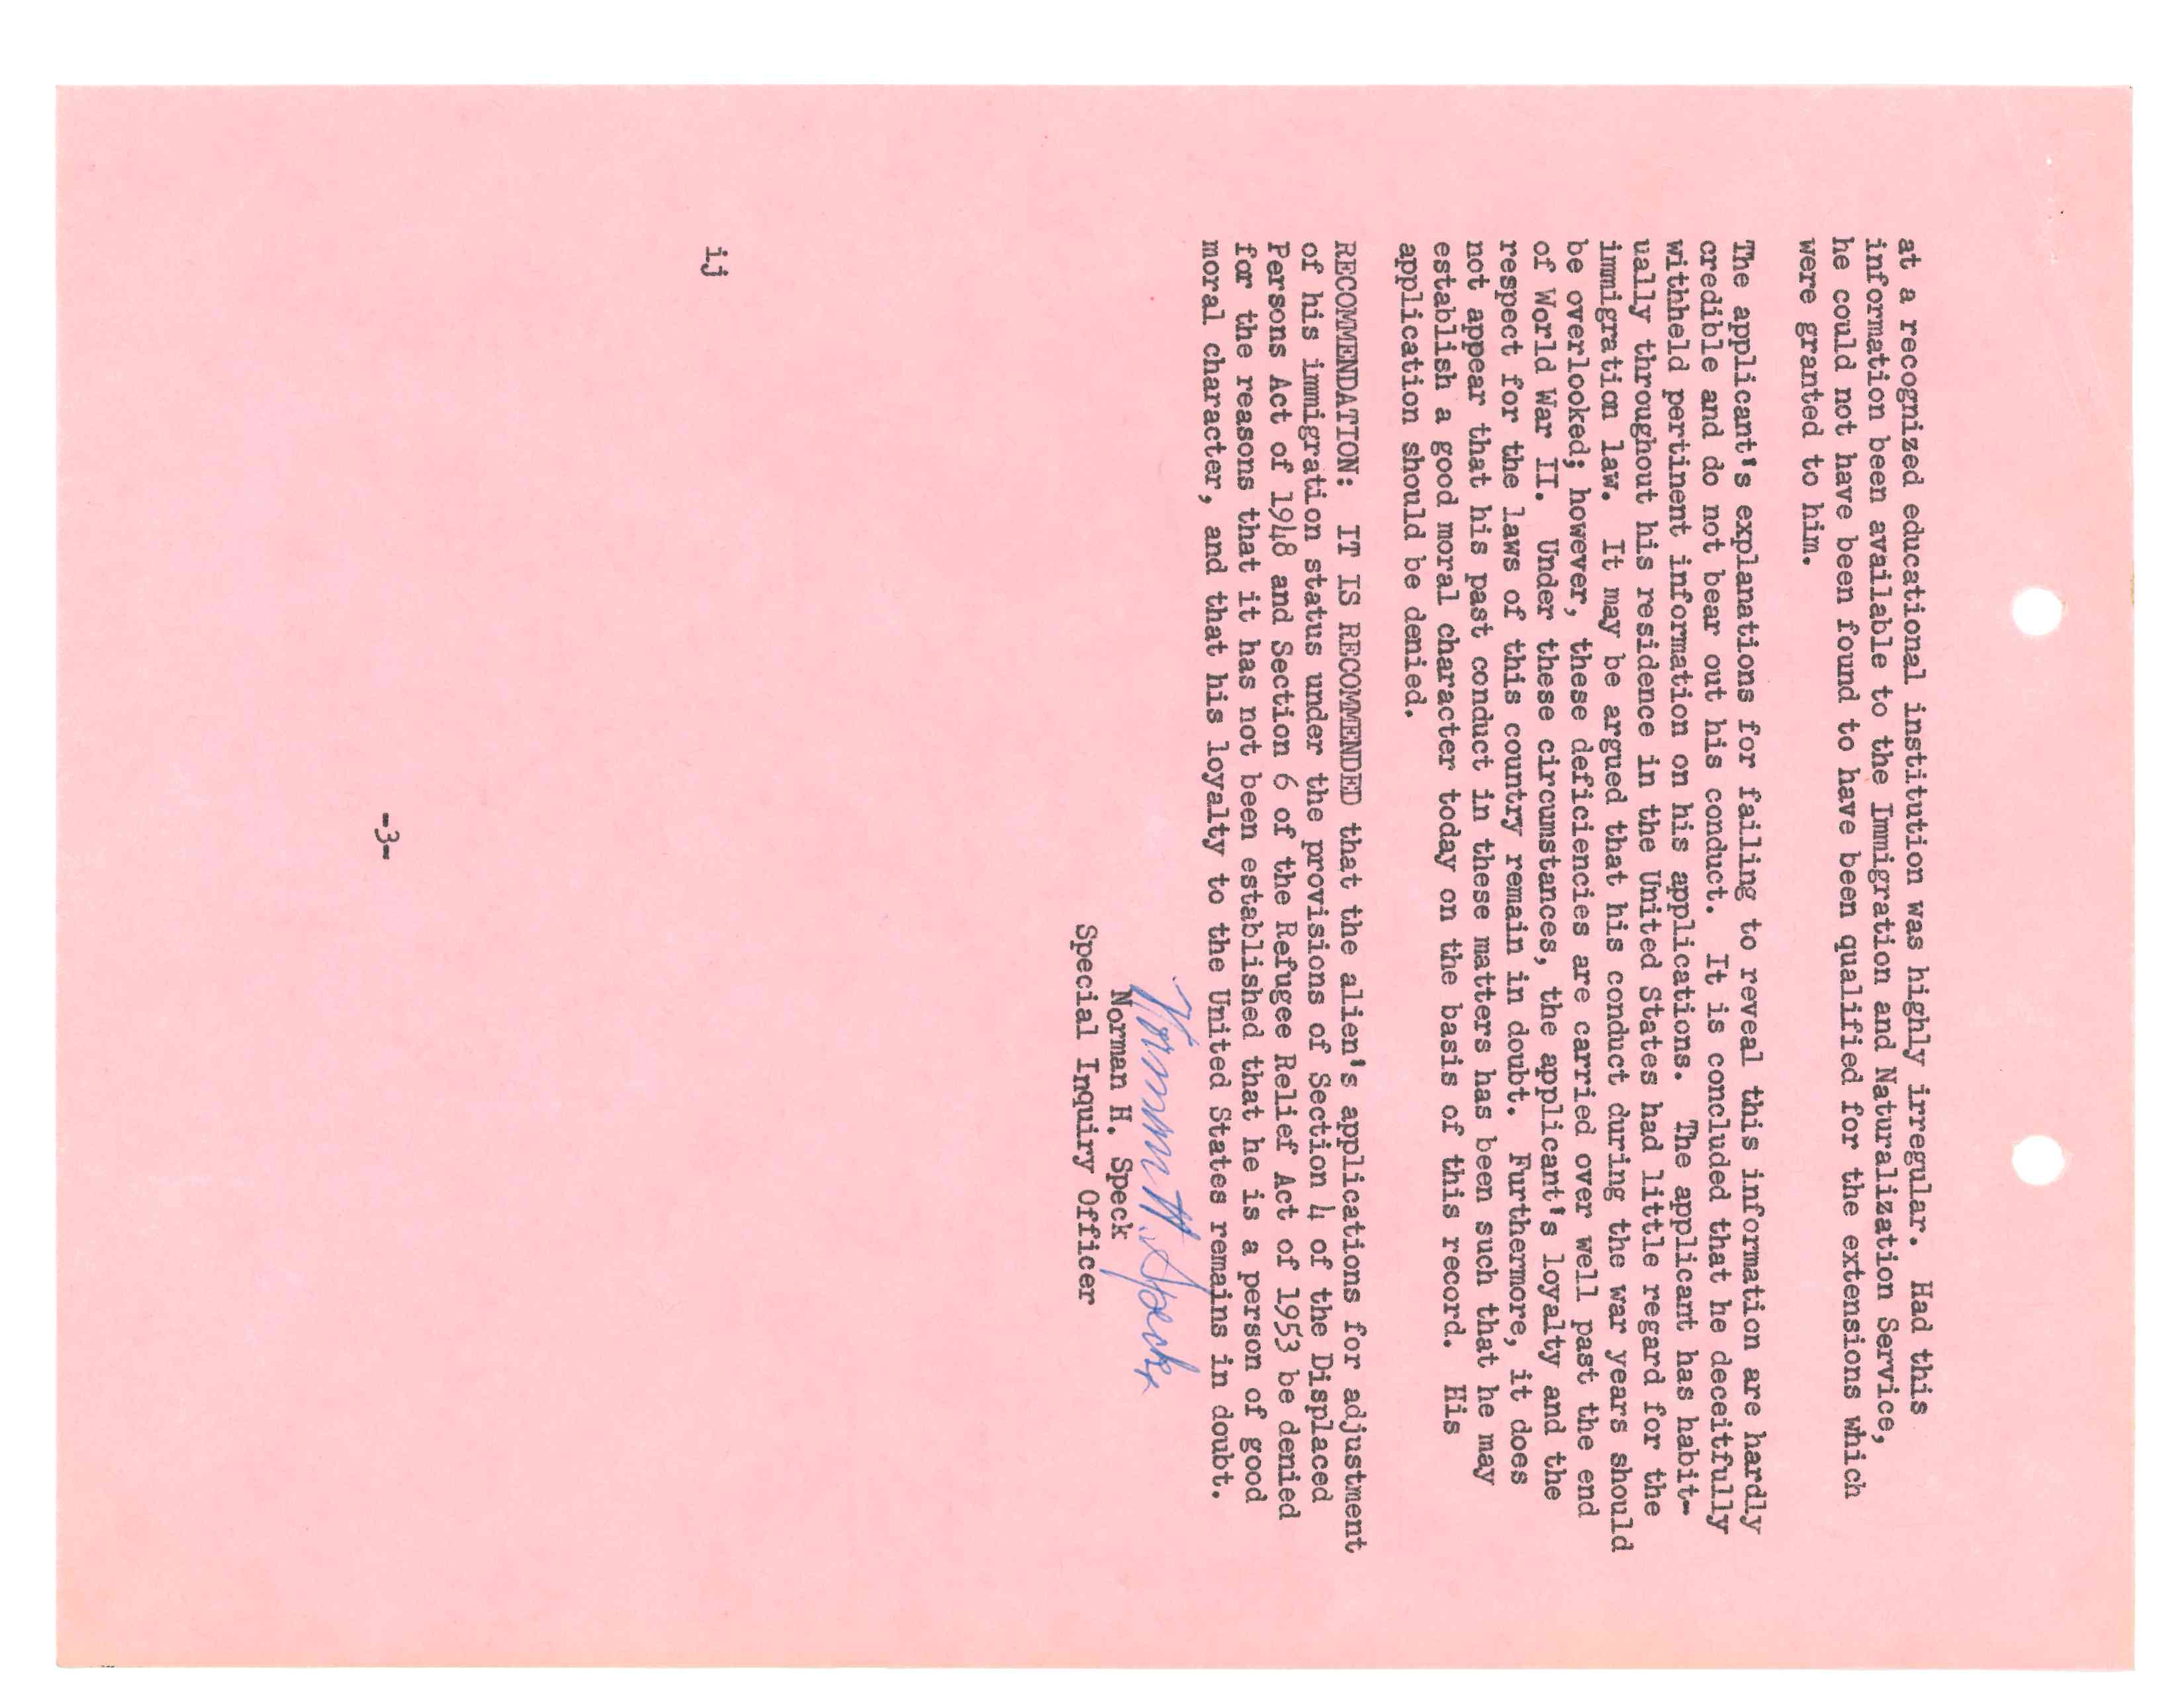 at a recognized educational institution was highly irregular. Had this
information been available to the Immigration and Naturalization Service,
he could not have been found to have been qualified for the extensions which
were granted to him.
The applicant's explanations for failing to reveal this information are hardly
credible and do not bear out his conduct. It is concluded that he deceitfully
withheld pertinent information on his applications. The applicant has habit-
ually throughout his residence in the United States had little regard for the
immigration law. It may be argued that his conduct during the war years should
be overlooked; however, these deficiencies are carried over well past the end
of World War II. Under these circumstances, the applicant's loyalty and the
respect for the laws of this country remain in doubt. Furthermore, it does
not appear that his past conduct in these matters has been such that he may
establish a good moral character today on the basis of this record. His
application should be denied.
RECOMMENDATION: IT IS RECOMMENDED that the alien's applications for adjustment
of his immigration status under the provisions of Section 4 of the Displaced
Persons Act of 1948 and Section 6 of the Refugee Relief Act of 1953 be denied
for the reasons that it has not been established that he is a person of good
moral character, and that his loyalty to the United States remains in doubt.
Norman H. Speck
Norman H. Speck
Special Inquiry Officer
ij
-3-